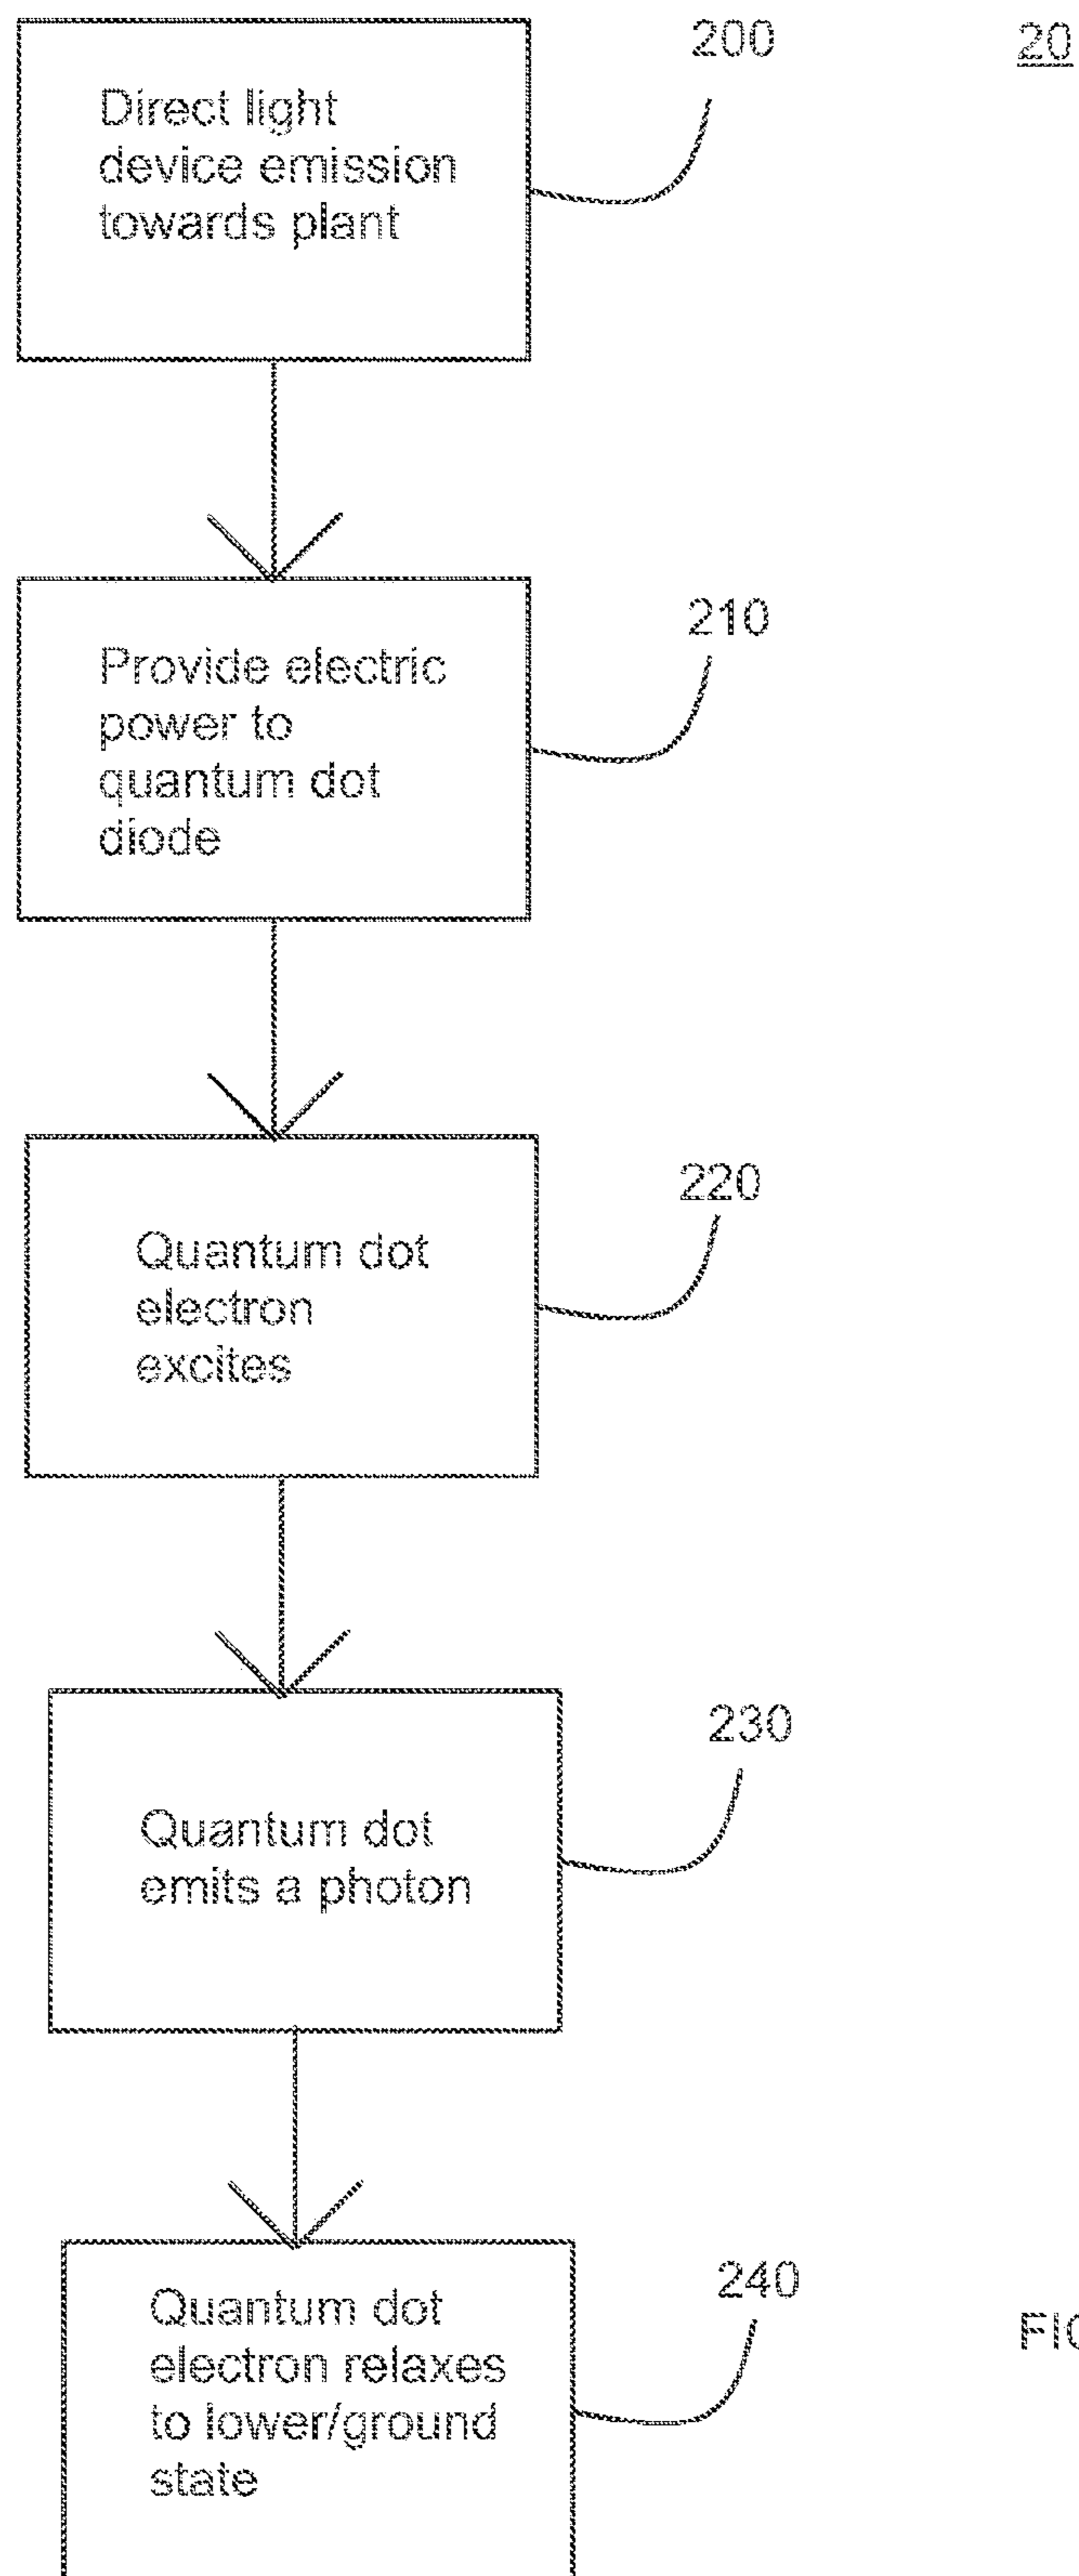 200
20
Direct light
device emission
towards plant
210
Provide electric
power to
quantum dot
diode
220
Quantum dot
electron
excites
230
Quantum dot
emits a photon
240
Quantum dot
electron relaxes
to lower/ground
state